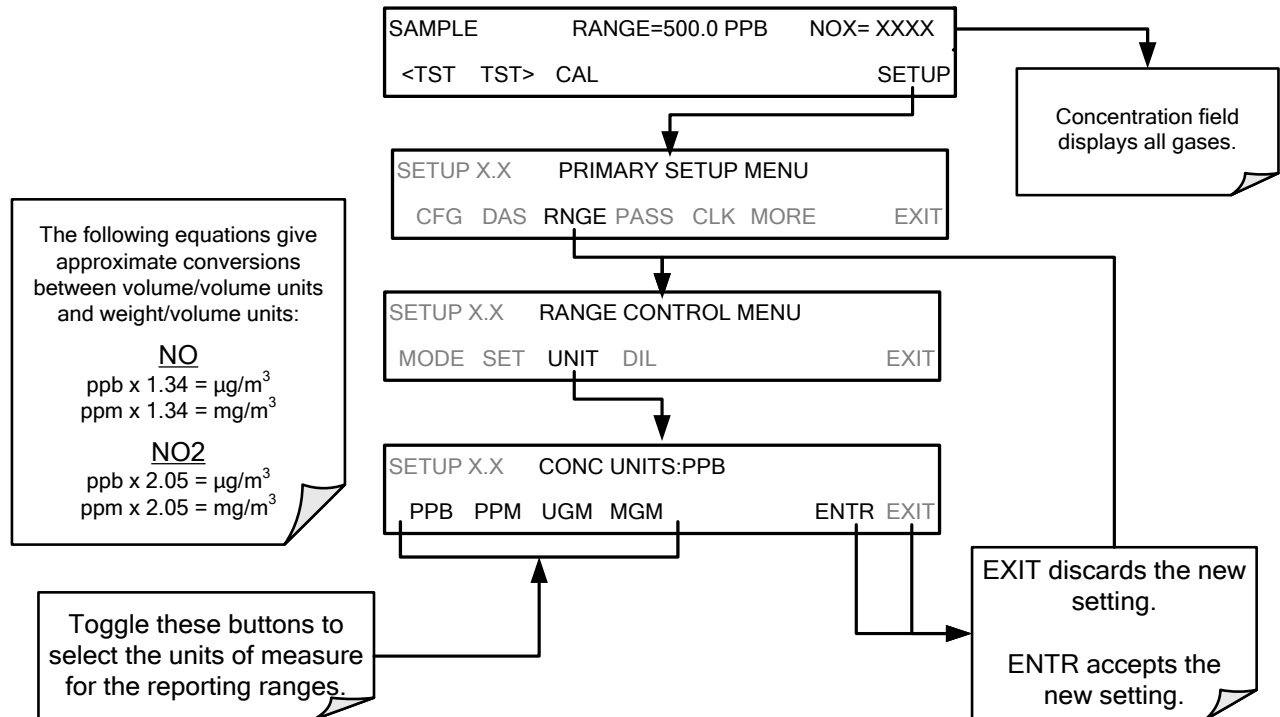 SAMPLE RANGE=500.0 PPB NOX= XXXX
<TST TST> CAL SETUP
Concentration field
displays all gases.
SETUP X.X PRIMARY SETUP MENU
CFG DAS RNGE PASS CLK MORE EXIT
The following equations give
approximate conversions
between volume/volume units
and weight/volume units:
NO
ppb x 1.34 = µg/m³
ppm x 1.34 = mg/m³
NO2
ppb x 2.05 = µg/m³
ppm x 2.05 = mg/m³
SETUP X.X RANGE CONTROL MENU
MODE SET UNIT DIL EXIT
SETUP X.X CONC UNITS:PPB
PPB PPM UGM MGM ENTR EXIT
Toggle these buttons to
select the units of measure
for the reporting ranges.
EXIT discards the new
setting.
ENTR accepts the
new setting.